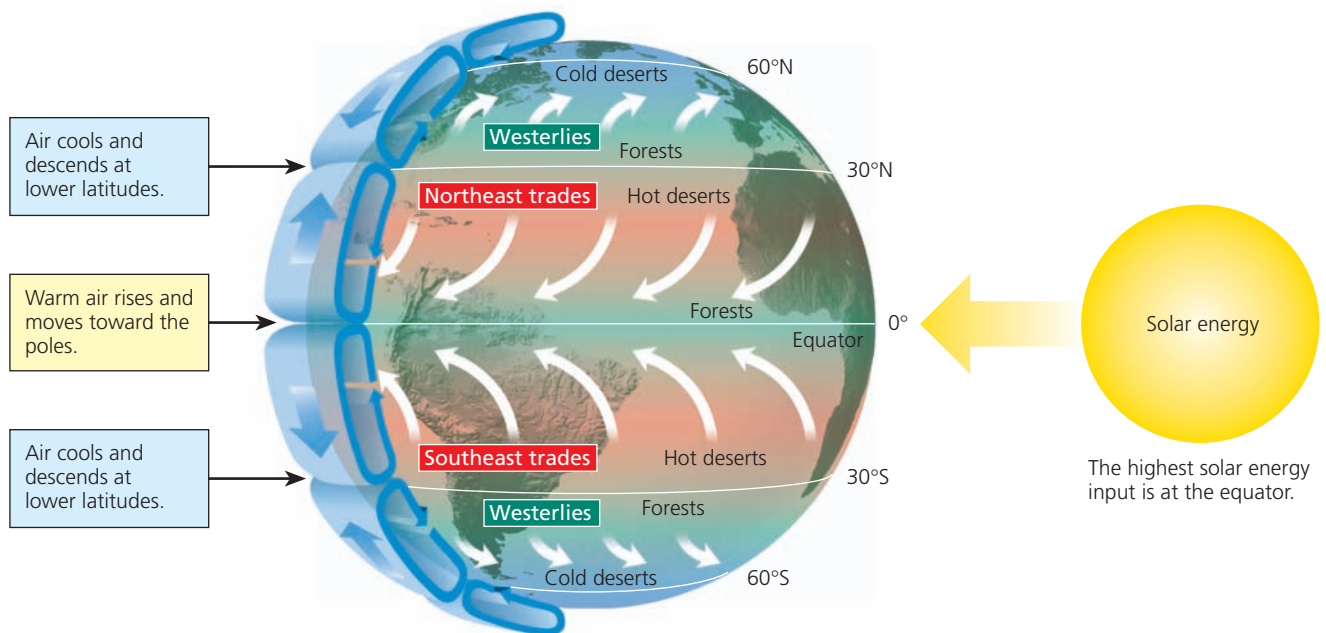 Air cools and
descends at
lower latitudes.
Warm air rises and
moves toward the
poles.
Air cools and
descends at
lower latitudes.
Cold deserts
60°N
Westerlies
Forests
30°N
Northeast trades
Hot deserts
Forests
0°
Equator
Southeast trades
Hot deserts
30°S
Westerlies
Forests
Cold deserts
60°S
Solar energy
The highest solar energy
input is at the equator.